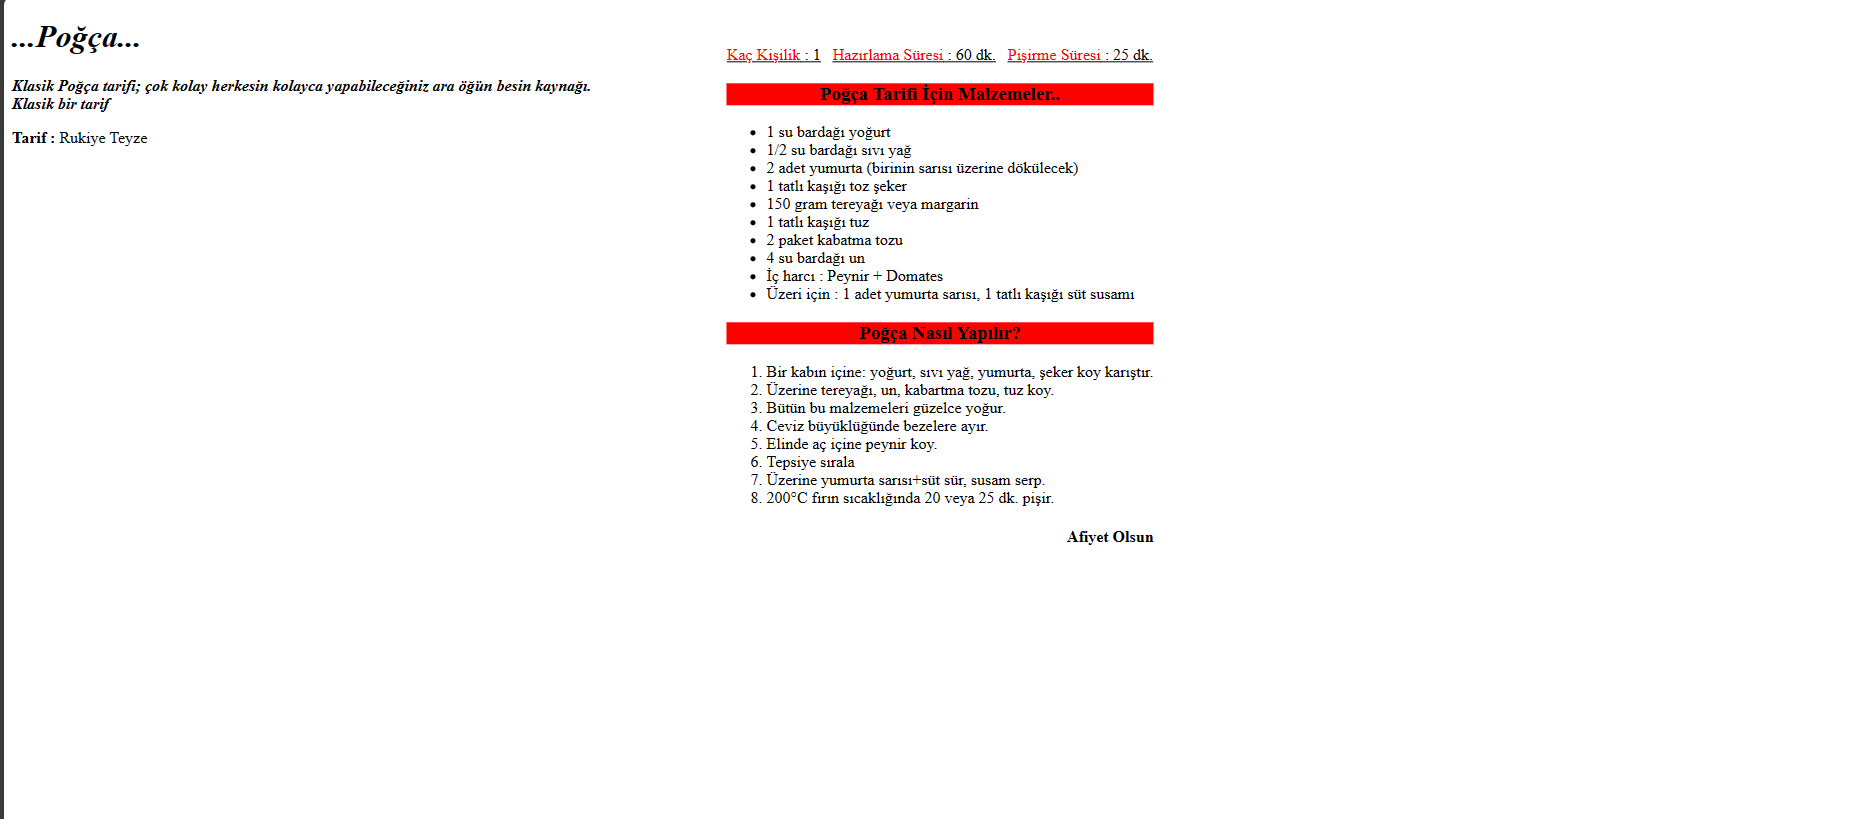 ...Poğça...
Klasik Poğça tarifi; çok kolay herkesin kolayca yapabileceğiniz ara öğün besin kaynağı.
Klasik bir tarif
Tarif : Rukiye Teyze
Kaç Kişilik : 1 Hazırlama Süresi : 60 dk. Pişirme Süresi : 25 dk.
Poğça Tarifi İçin Malzemeler..
• 1 su bardağı yoğurt
• 1/2 su bardağı sıvı yağ
• 2 adet yumurta (birinin sarısı üzerine dökülecek)
• 1 tatlı kaşığı toz şeker
• 150 gram tereyağı veya margarin
• 1 tatlı kaşığı tuz
• 2 paket kabatma tozu
• 4 su bardağı un
• İç harcı : Peynir + Domates
• Üzeri için : 1 adet yumurta sarısı, 1 tatlı kaşığı süt susamı
Poğça Nasıl Yapılır?
1. Bir kabın içine: yoğurt, sıvı yağ, yumurta, şeker koy karıştır.
2. Üzerine tereyağı, un, kabartma tozu, tuz koy.
3. Bütün bu malzemeleri güzelce yoğur.
4. Ceviz büyüklüğünde bezelere ayır.
5. Elinde aç içine peynir koy.
6. Tepsiye sırala
7. Üzerine yumurta sarısı+süt sür, susam serp.
8. 200°C fırın sıcaklığında 20 veya 25 dk. pişir.
Afiyet Olsun